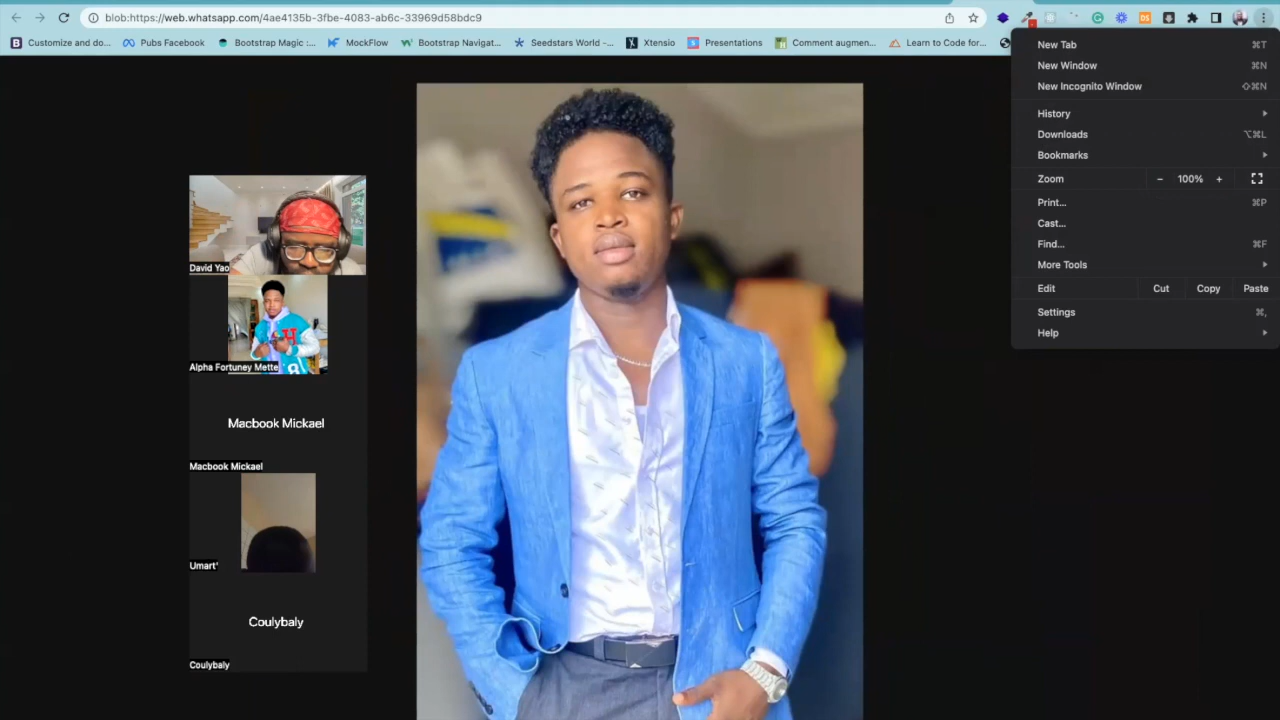 blob:https://web.whatsapp.com/4ae4135b-3fbe-4083-ab6c-33969d58bdc9
B Customize and do... Pubs Facebook Bootstrap Magic :... MockFlow Bootstrap Navigat... Seedstars World -... Xtensio Presentations Comment augmen... Learn to Code for...
DS
New Tab ⌘T
New Window ⌘N
New Incognito Window ⇧⌘N
History
Downloads ⌥⌘L
Bookmarks
Zoom − 100% +
Print... ⌘P
Cast...
Find... ⌘F
More Tools
Edit Cut Copy Paste
Settings ⌘,
Help
David Yao
H
8
Alpha Fortuney Mette
Macbook Mickael
Macbook Mickael
Umart'
Coulybaly
Coulybaly